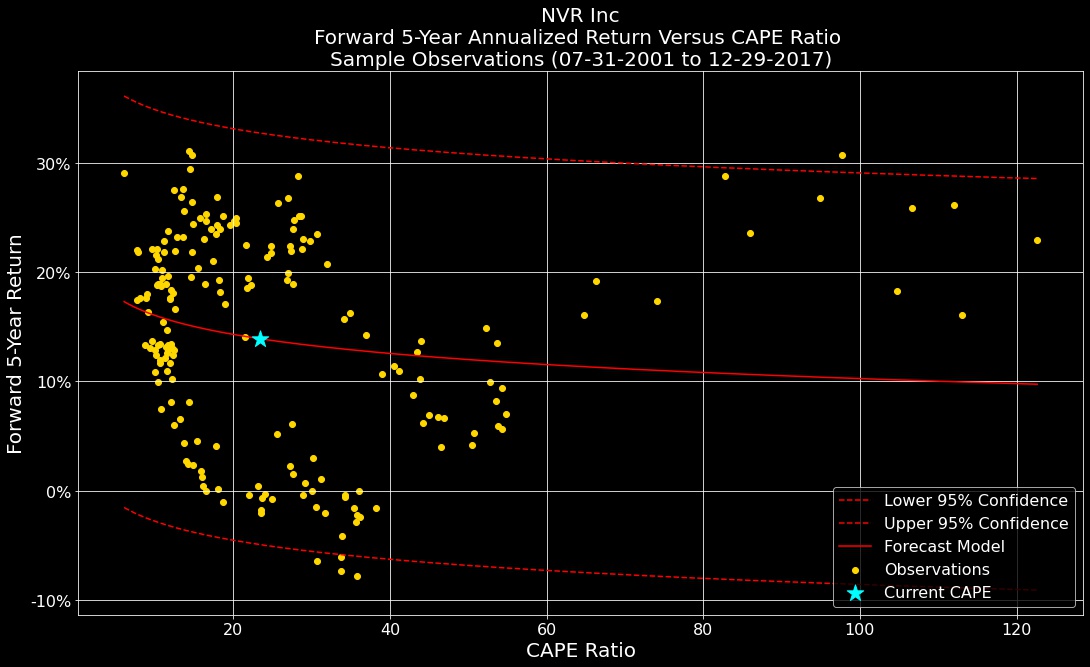 NVR Inc
Forward 5-Year Annualized Return Versus CAPE Ratio
Sample Observations (07-31-2001 to 12-29-2017)
Forward 5-Year Return
30%
20%
10%
0%
-10%
Lower 95% Confidence
Upper 95% Confidence
Forecast Model
Observations
Current CAPE
20
40
60
80
100
120
CAPE Ratio